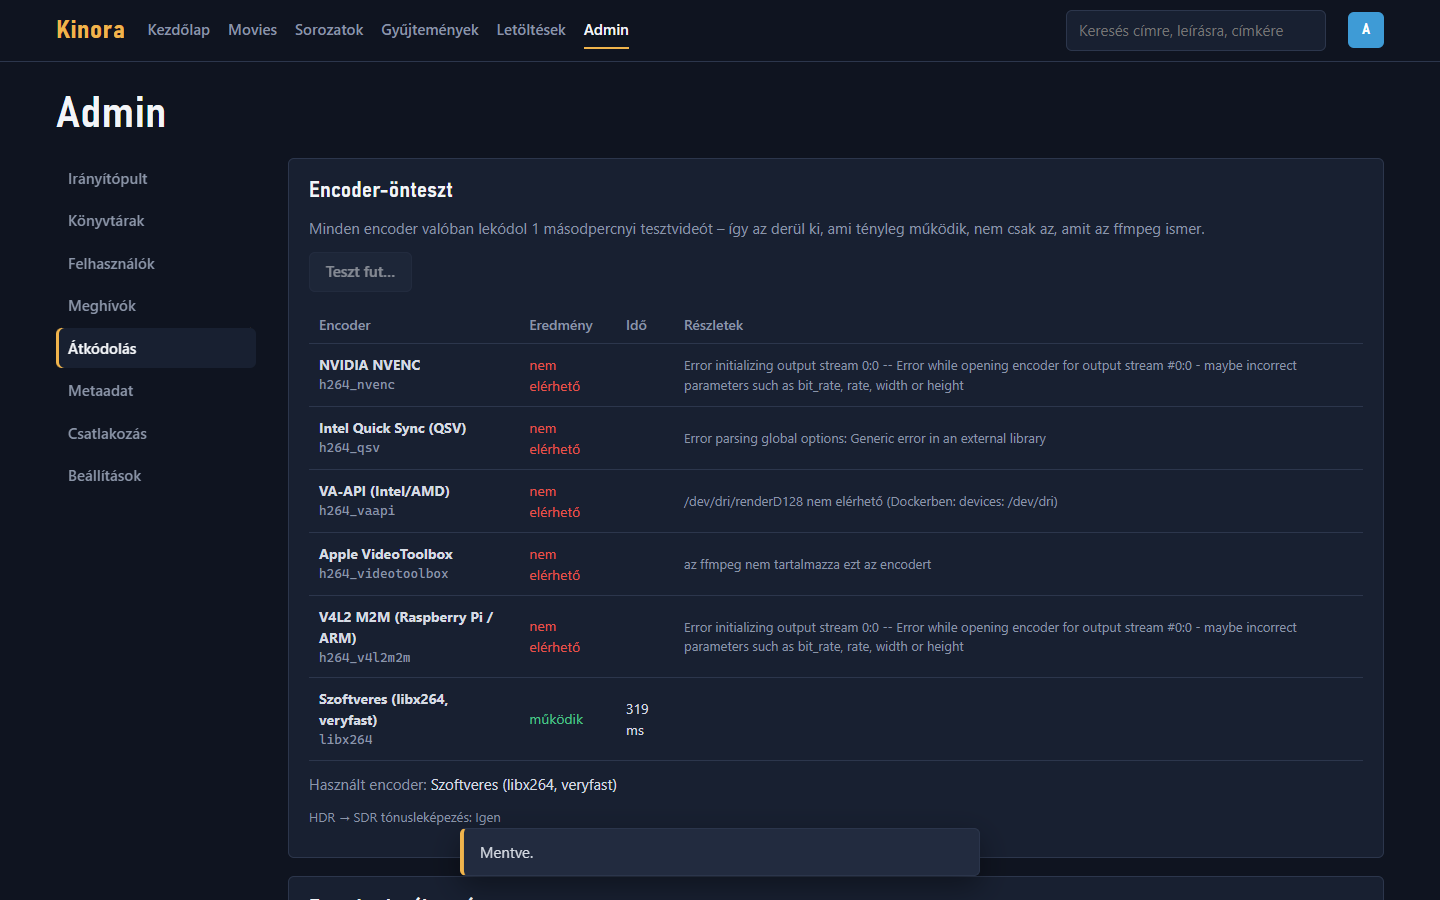 Kinora
Kezdőlap
Movies
Sorozatok
Gyűjtemények
Letöltések
Admin
Keresés címre, leírásra, címkére
A
Admin
Irányítópult
Könyvtárak
Felhasználók
Meghívók
Átkódolás
Metaadat
Csatlakozás
Beállítások
Encoder-önteszt
Minden encoder valóban lekódol 1 másodpercnyi tesztvideót – így az derül ki, ami tényleg működik, nem csak az, amit az ffmpeg ismer.
Teszt fut…
Encoder Eredmény Idő Részletek
NVIDIA NVENC
h264_nvenc
nem
elérhető
Error initializing output stream 0:0 -- Error while opening encoder for output stream #0:0 - maybe incorrect
parameters such as bit_rate, rate, width or height
Intel Quick Sync (QSV)
h264_qsv
nem
elérhető
Error parsing global options: Generic error in an external library
VA-API (Intel/AMD)
h264_vaapi
nem
elérhető
/dev/dri/renderD128 nem elérhető (Dockerben: devices: /dev/dri)
Apple VideoToolbox
h264_videotoolbox
nem
elérhető
az ffmpeg nem tartalmazza ezt az encodert
V4L2 M2M (Raspberry Pi /
ARM)
h264_v4l2m2m
nem
elérhető
Error initializing output stream 0:0 -- Error while opening encoder for output stream #0:0 - maybe incorrect
parameters such as bit_rate, rate, width or height
Szoftveres (libx264,
veryfast)
libx264
működik
319
ms
Használt encoder: Szoftveres (libx264, veryfast)
HDR → SDR tónusleképezés: Igen
Mentve.